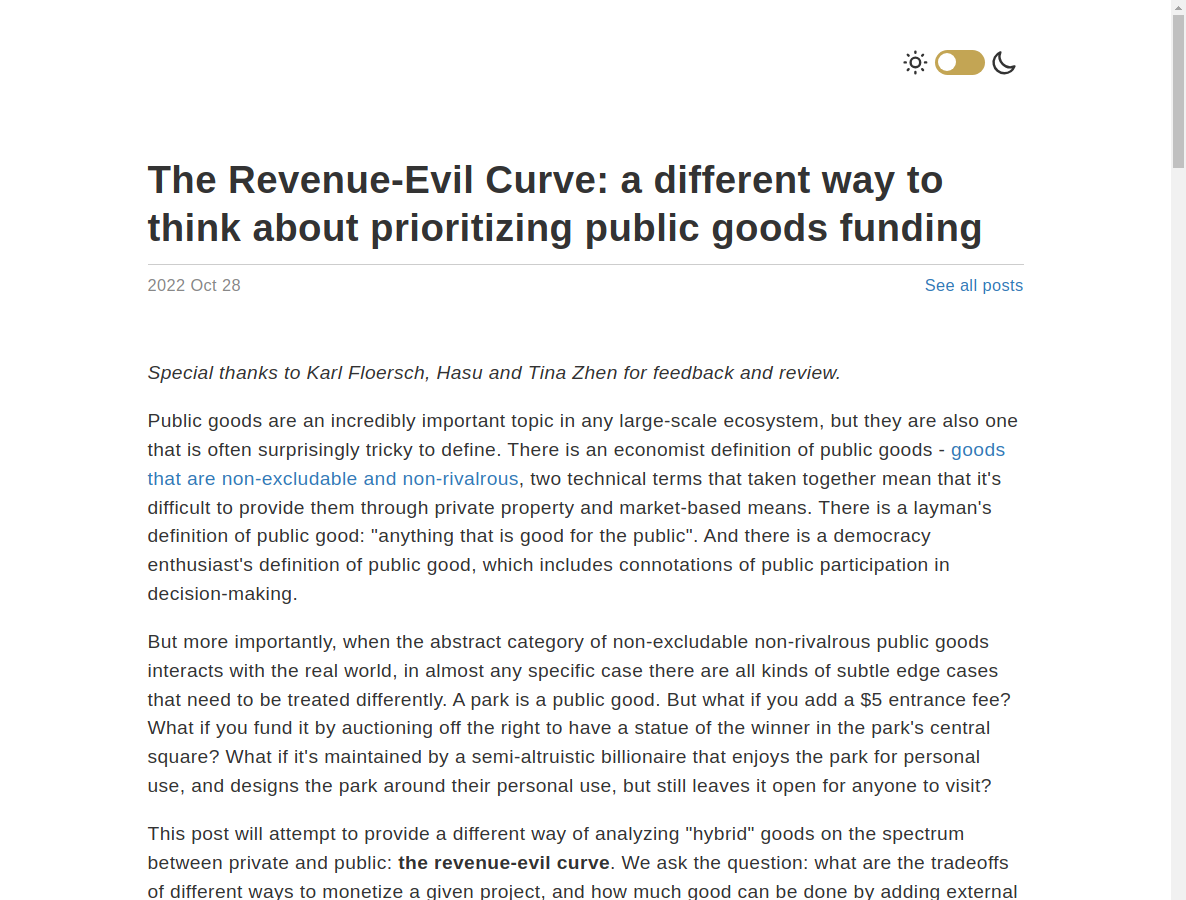 The Revenue-Evil Curve: a different way to
think about prioritizing public goods funding
2022 Oct 28
See all posts
Special thanks to Karl Floersch, Hasu and Tina Zhen for feedback and review.
Public goods are an incredibly important topic in any large-scale ecosystem, but they are also one
that is often surprisingly tricky to define. There is an economist definition of public goods - goods
that are non-excludable and non-rivalrous, two technical terms that taken together mean that it's
difficult to provide them through private property and market-based means. There is a layman's
definition of public good: "anything that is good for the public". And there is a democracy
enthusiast's definition of public good, which includes connotations of public participation in
decision-making.
But more importantly, when the abstract category of non-excludable non-rivalrous public goods
interacts with the real world, in almost any specific case there are all kinds of subtle edge cases
that need to be treated differently. A park is a public good. But what if you add a $5 entrance fee?
What if you fund it by auctioning off the right to have a statue of the winner in the park's central
square? What if it's maintained by a semi-altruistic billionaire that enjoys the park for personal
use, and designs the park around their personal use, but still leaves it open for anyone to visit?
This post will attempt to provide a different way of analyzing "hybrid" goods on the spectrum
between private and public: the revenue-evil curve. We ask the question: what are the tradeoffs
of different ways to monetize a given project, and how much good can be done by adding external